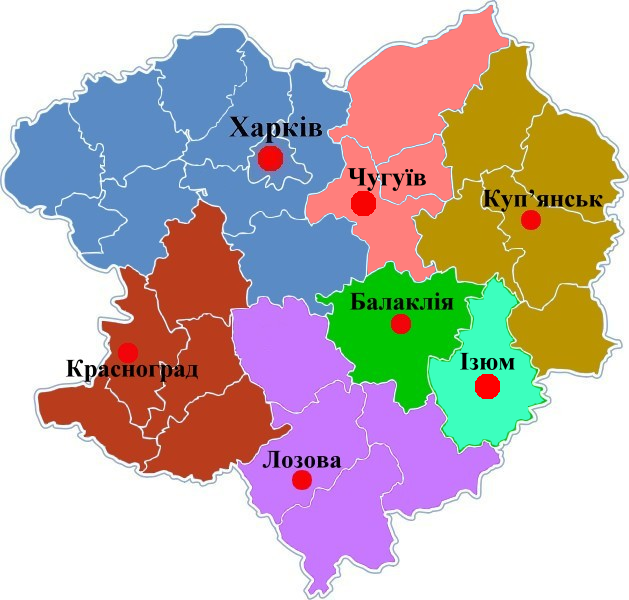 Харків
Чугуїв
Куп’янськ
Балаклія
Ізюм
Красноград
Лозова